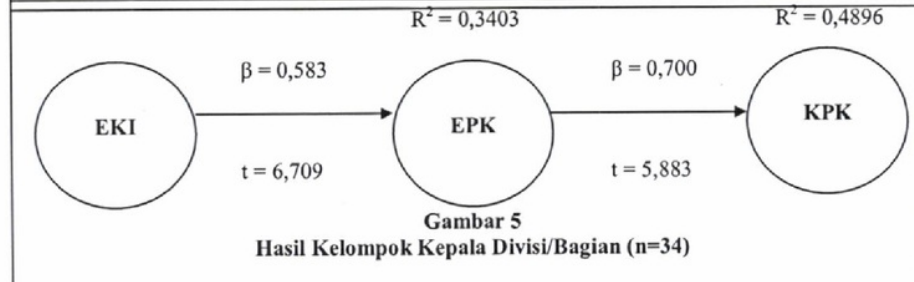 R² = 0,3403 R² = 0,4896
β = 0,583 β = 0,700
EKI EPK KPK
t = 6,709 t = 5,883
Gambar 5
Hasil Kelompok Kepala Divisi/Bagian (n=34)